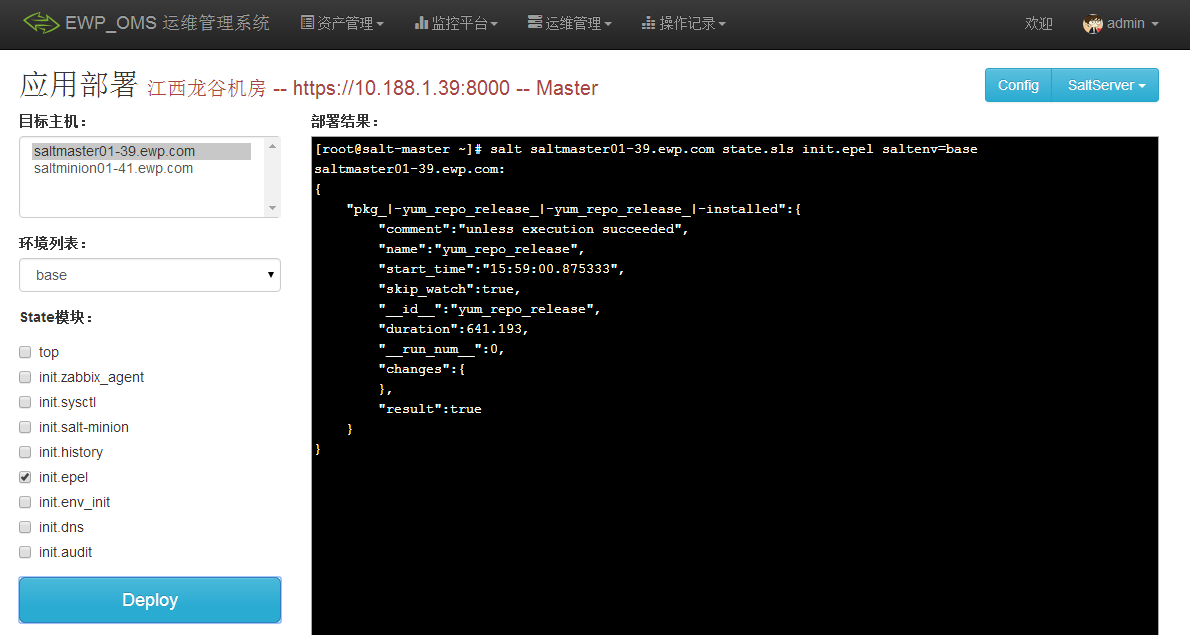 EWP_OMS 运维管理系统 资产管理 监控平台 运维管理 操作记录 欢迎 admin
应用部署 江西龙谷机房 -- https://10.188.1.39:8000 -- Master Config SaltServer
目标主机：
saltmaster01-39.ewp.com
saltminion01-41.ewp.com
环境列表：
base
State模块：
top
init.zabbix_agent
init.sysctl
init.salt-minion
init.history
init.epel
init.env_init
init.dns
init.audit
Deploy
部署结果：
[root@salt-master ~]# salt saltmaster01-39.ewp.com state.sls init.epel saltenv=base
saltmaster01-39.ewp.com:
{
    "pkg_|-yum_repo_release_|-yum_repo_release_|-installed":{
        "comment":"unless execution succeeded",
        "name":"yum_repo_release",
        "start_time":"15:59:00.875333",
        "skip_watch":true,
        "__id__":"yum_repo_release",
        "duration":641.193,
        "__run_num__":0,
        "changes":{
        },
        "result":true
    }
}